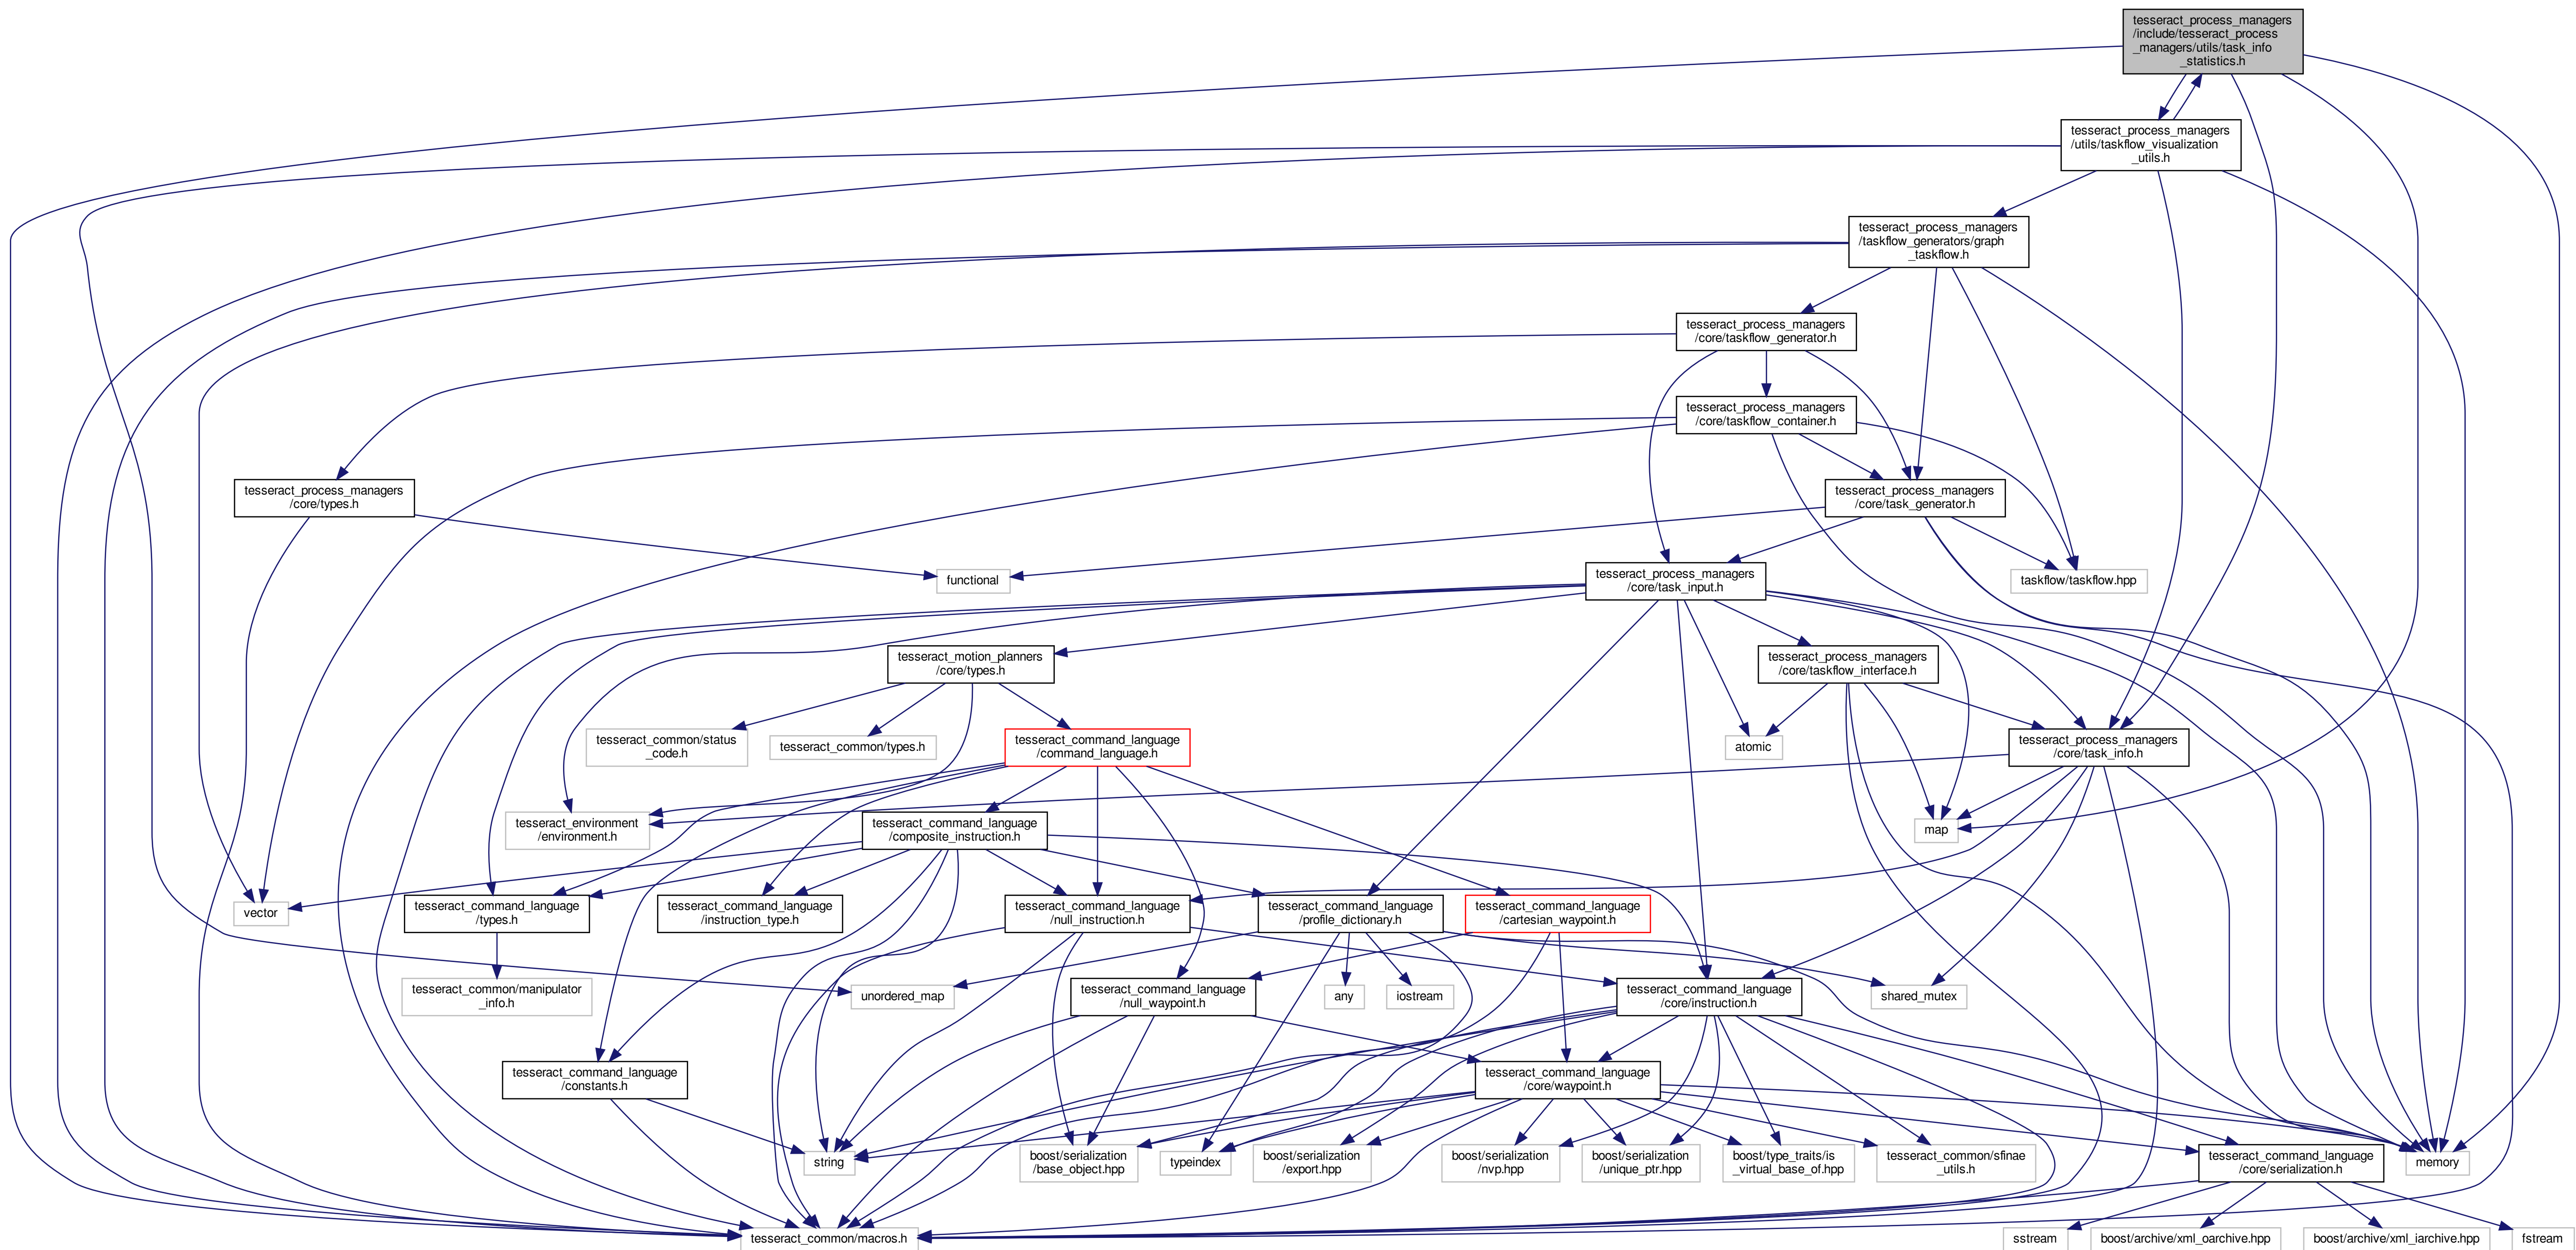 tesseract_process_managers
/include/tesseract_process
_managers/utils/task_info
_statistics.h
tesseract_process_managers
/utils/taskflow_visualization
_utils.h
tesseract_process_managers
/taskflow_generators/graph
_taskflow.h
tesseract_process_managers
/core/taskflow_generator.h
tesseract_process_managers
/core/taskflow_container.h
tesseract_process_managers
/core/types.h
tesseract_process_managers
/core/task_generator.h
functional
tesseract_process_managers
/core/task_input.h
taskflow/taskflow.hpp
tesseract_motion_planners
/core/types.h
tesseract_process_managers
/core/taskflow_interface.h
tesseract_common/status
_code.h
tesseract_common/types.h
tesseract_command_language
/command_language.h
atomic
tesseract_process_managers
/core/task_info.h
tesseract_environment
/environment.h
tesseract_command_language
/composite_instruction.h
map
vector
tesseract_command_language
/types.h
tesseract_command_language
/instruction_type.h
tesseract_command_language
/null_instruction.h
tesseract_command_language
/profile_dictionary.h
tesseract_command_language
/cartesian_waypoint.h
tesseract_common/manipulator
_info.h
unordered_map
tesseract_command_language
/null_waypoint.h
any
iostream
tesseract_command_language
/core/instruction.h
shared_mutex
tesseract_command_language
/constants.h
tesseract_command_language
/core/waypoint.h
string
boost/serialization
/base_object.hpp
typeindex
boost/serialization
/export.hpp
boost/serialization
/nvp.hpp
boost/serialization
/unique_ptr.hpp
boost/type_traits/is
_virtual_base_of.hpp
tesseract_common/sfinae
_utils.h
tesseract_command_language
/core/serialization.h
memory
tesseract_common/macros.h
sstream
boost/archive/xml_oarchive.hpp
boost/archive/xml_iarchive.hpp
fstream